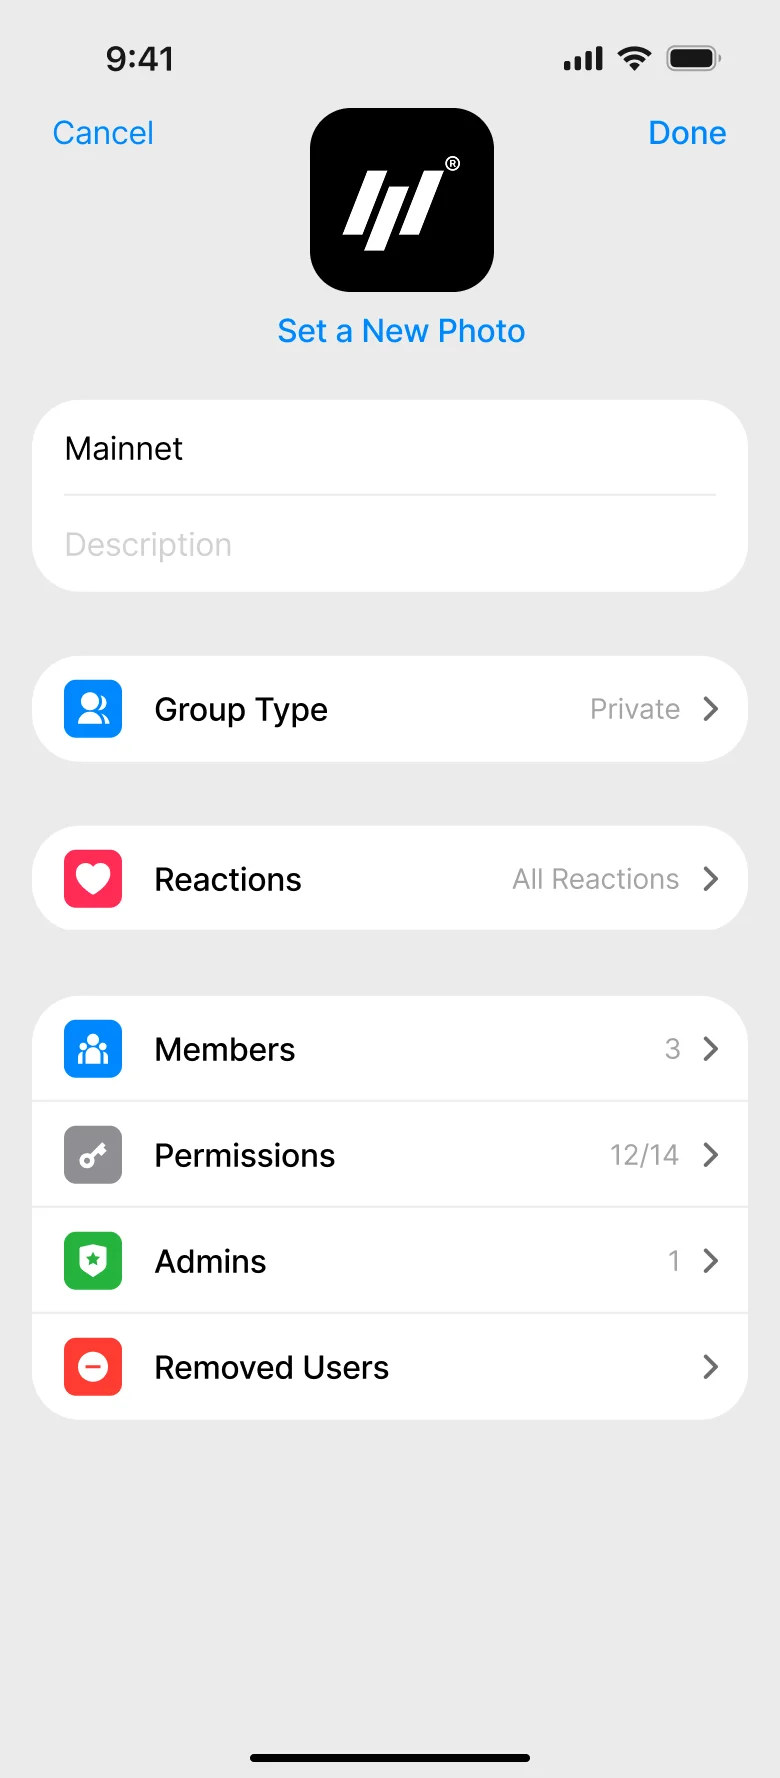 9:41
Cancel
Done
®
Set a New Photo
Mainnet
Description
Group Type
Private
Reactions
All Reactions
Members
3
Permissions
12/14
Admins
1
Removed Users